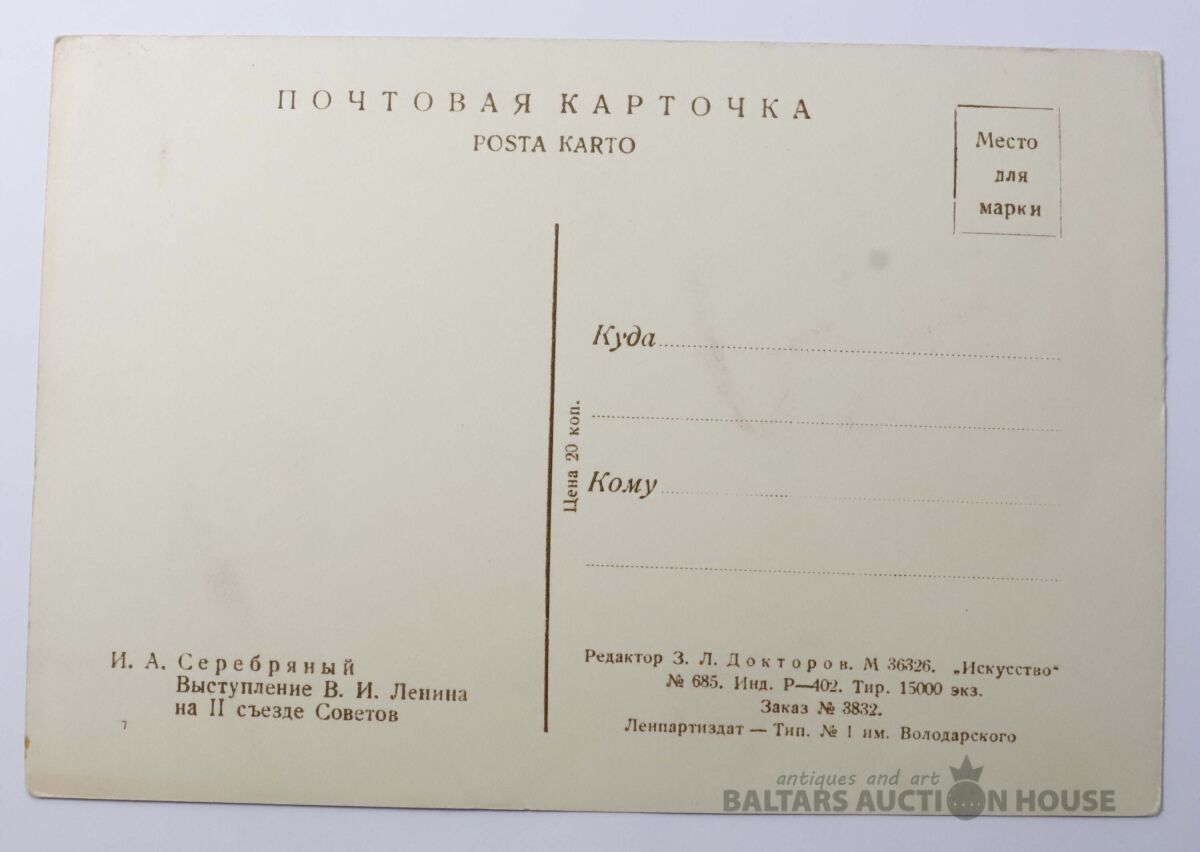 ПОЧТОВАЯ КАРТОЧКА
POSTA KARTO
Место
для
марки
Куда
Цена 20 коп.
Кому
И. А. Серебряный
Выступление В. И. Ленина
на II съезде Советов
7
Редактор З. Л. Докторов. М 36326. „Искусство“
№ 685. Инд. Р—402. Тир. 15000 экз.
Заказ № 3832.
Ленпартиздат — Тип. № 1 им. Володарского
antiques and art
BALTARS AUCTION HOUSE